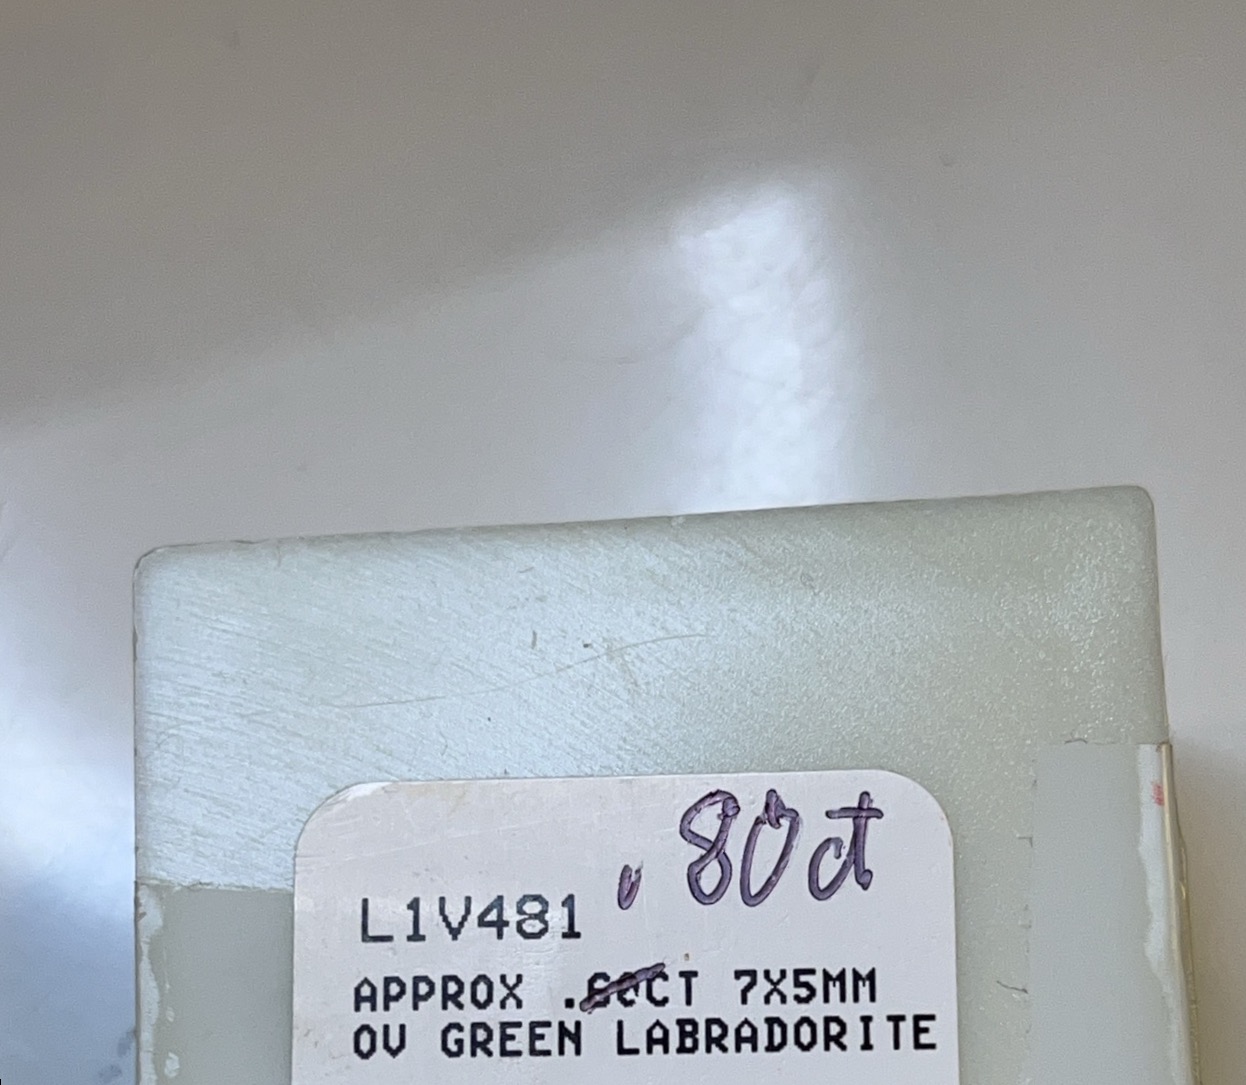 .80ct
L1V481
APPROX .60CT 7X5MM
OV GREEN LABRADORITE